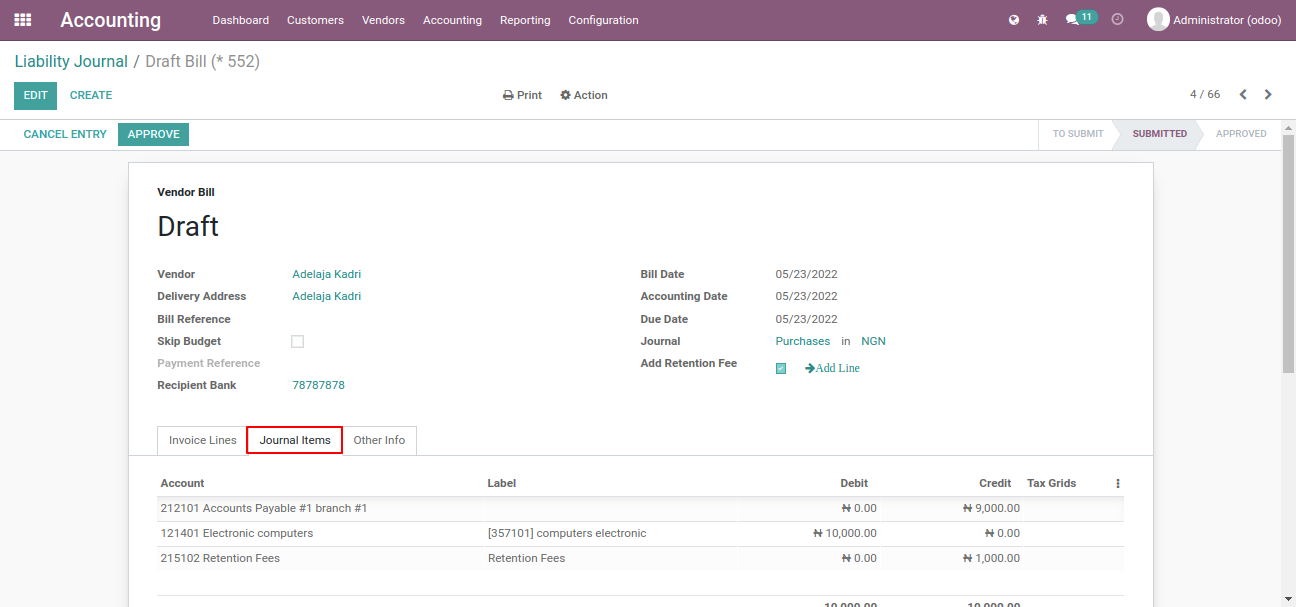 Accounting Dashboard Customers Vendors Accounting Reporting Configuration 11 Administrator (odoo)
Liability Journal / Draft Bill (* 552)
EDIT CREATE Print Action 4 / 66
CANCEL ENTRY APPROVE TO SUBMIT SUBMITTED APPROVED
Vendor Bill
Draft
Vendor Adelaja Kadri Bill Date 05/23/2022
Delivery Address Adelaja Kadri Accounting Date 05/23/2022
Bill Reference Due Date 05/23/2022
Skip Budget Journal Purchases in NGN
Payment Reference Add Retention Fee Add Line
Recipient Bank 78787878
Invoice Lines Journal Items Other Info
Account Label Debit Credit Tax Grids
212101 Accounts Payable #1 branch #1 ₦ 0.00 ₦ 9,000.00
121401 Electronic computers [357101] computers electronic ₦ 10,000.00 ₦ 0.00
215102 Retention Fees Retention Fees ₦ 0.00 ₦ 1,000.00
10,000.00 10,000.00